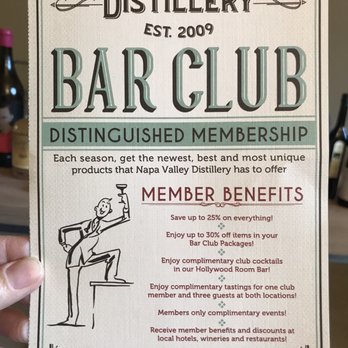 DISTILLERY
EST. 2009
BAR CLUB
DISTINGUISHED MEMBERSHIP
Each season, get the newest, best and most unique
products that Napa Valley Distillery has to offer
MEMBER BENEFITS
Save up to 25% on everything!
Enjoy up to 30% off items in your
Bar Club Packages!
Enjoy complimentary club cocktails
in our Hollywood Room Bar!
Enjoy complimentary tastings for one club
member and three guests at both locations!
Members only complimentary events!
Receive member benefits and discounts at
local hotels, wineries and restaurants!